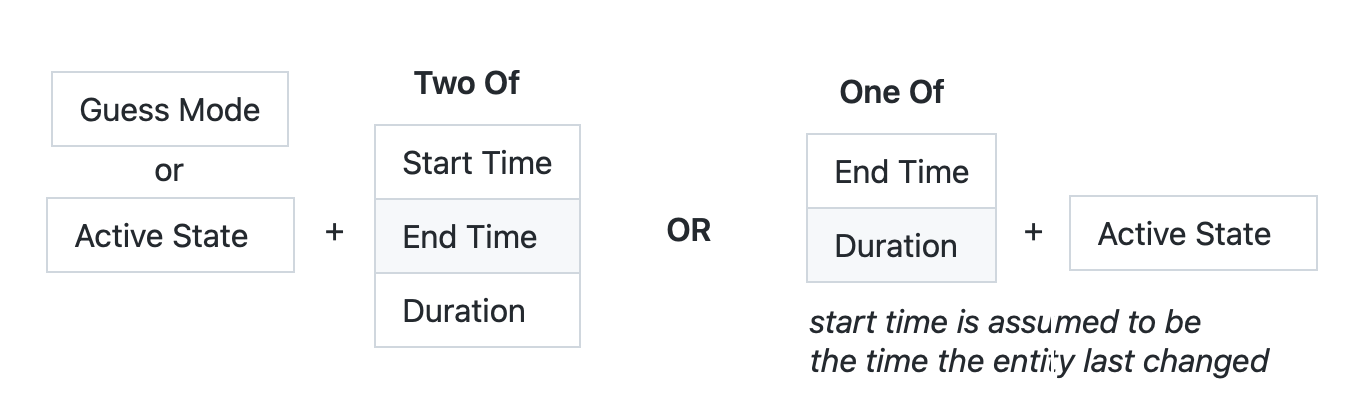 Guess Mode
or
Active State
+
Two Of
Start Time
End Time
Duration
OR
One Of
End Time
Duration
+
Active State
start time is assumed to be
the time the entity last changed